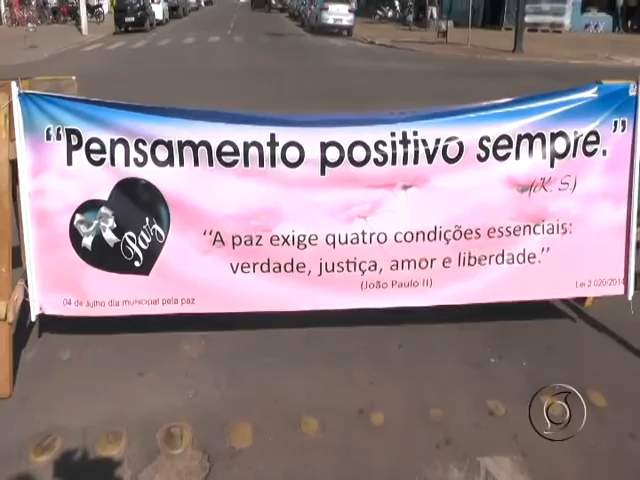 “Pensamento positivo sempre.”
(K. S.)
Paz
“A paz exige quatro condições essenciais:
verdade, justiça, amor e liberdade.”
(João Paulo II)
04 de Julho dia municipal pela paz
Lei 2.020/2014